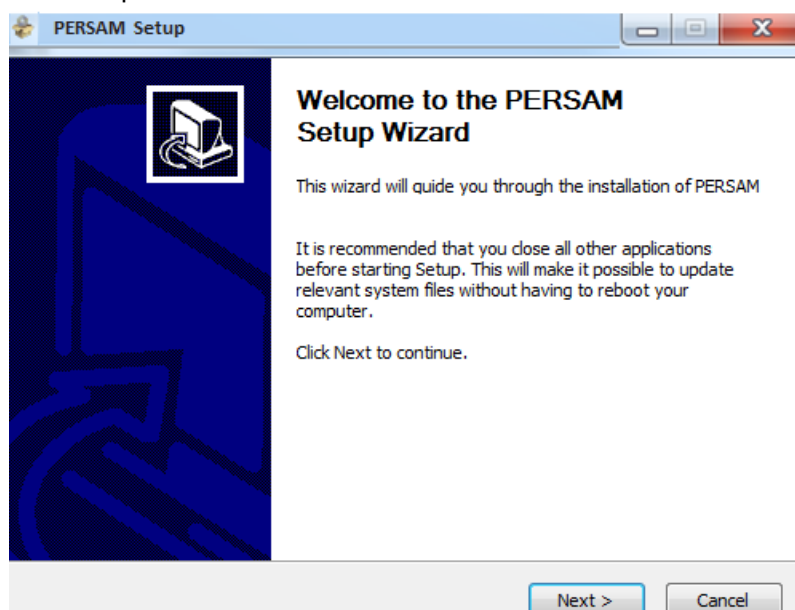 PERSAM Setup
Welcome to the PERSAM
Setup Wizard
This wizard will guide you through the installation of PERSAM
It is recommended that you close all other applications
before starting Setup. This will make it possible to update
relevant system files without having to reboot your
computer.
Click Next to continue.
Next >
Cancel